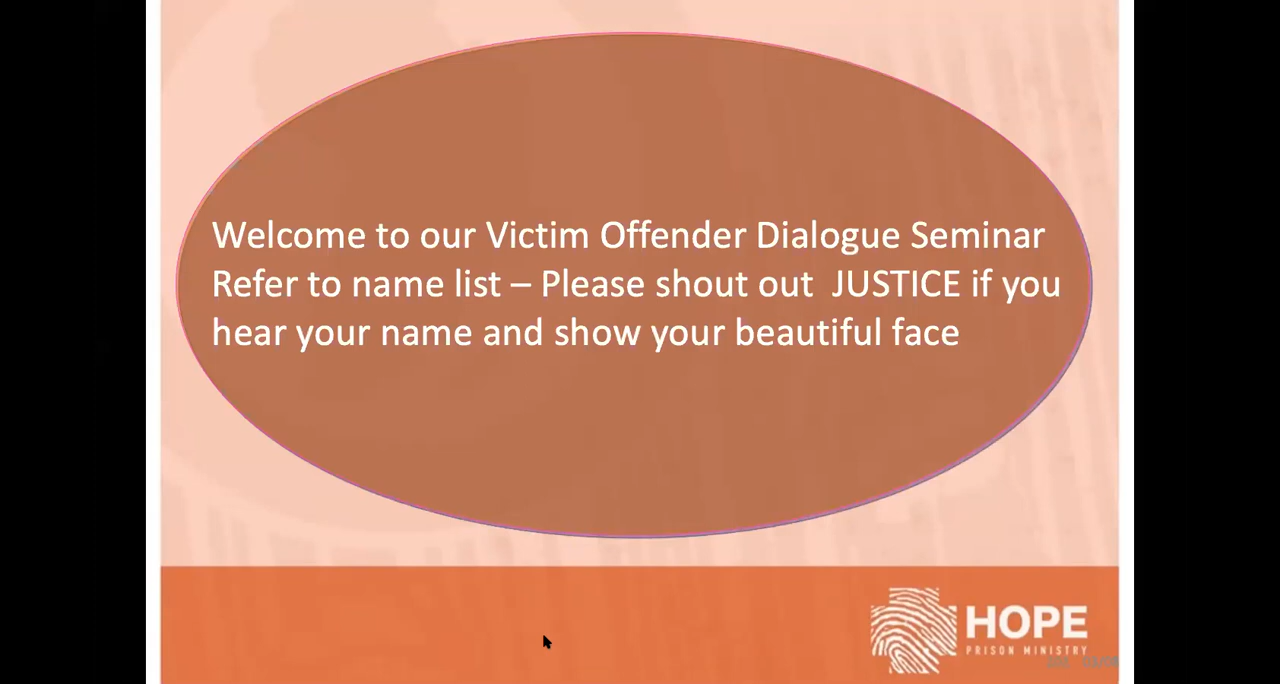 Welcome to our Victim Offender Dialogue Seminar
Refer to name list – Please shout out  JUSTICE if you
hear your name and show your beautiful face
HOPE
PRISON MINISTRY